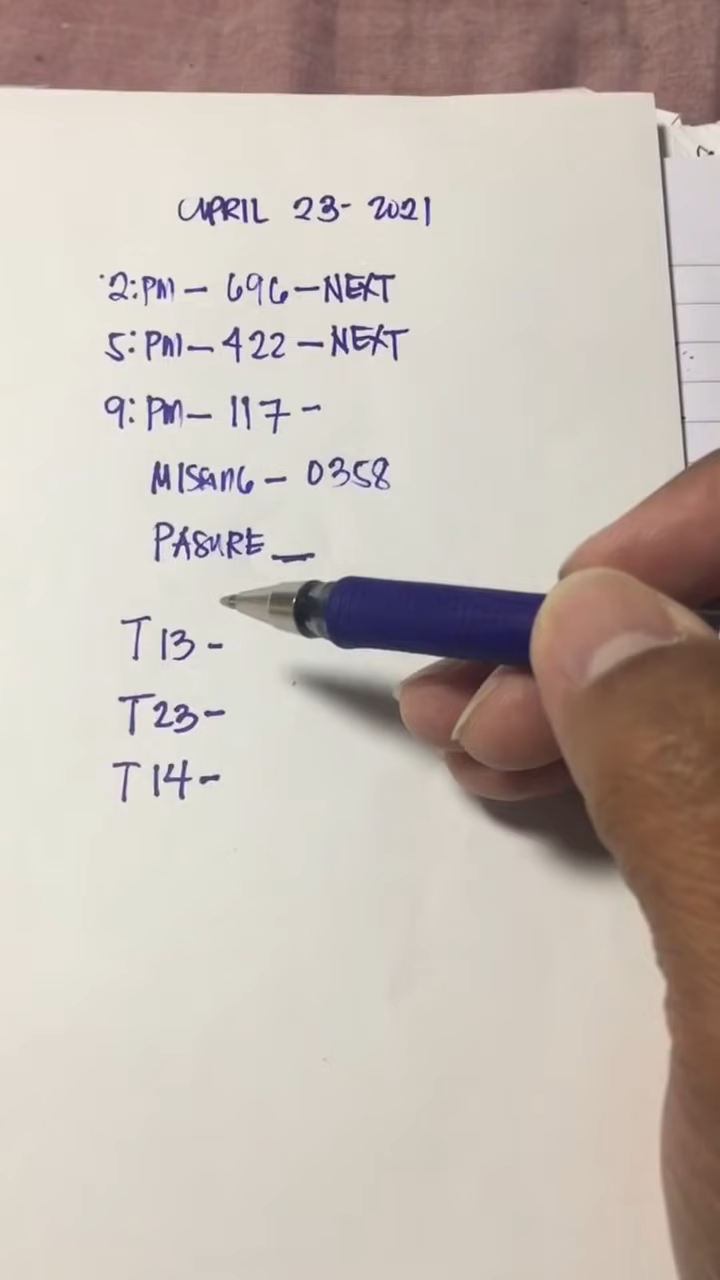 APRIL 23- 2021
2:PM- 696-NEXT
5:PM- 422 -NEXT
9:PM- 117 -
MISANG- 0358
PASURE _
T13-
T23-
T14-